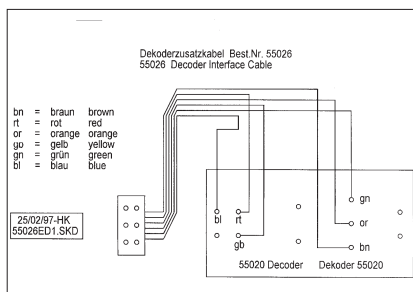 Dekoderzusatzkabel Best.Nr. 55026
55026 Decoder Interface Cable
bn = braun brown
rt = rot red
or = orange orange
gb = gelb yellow
gn = grün green
bl = blau blue
25/02/97-HK
55026ED1.SKD
bl rt
gb
gn
or
bn
55020 Decoder Dekoder 55020